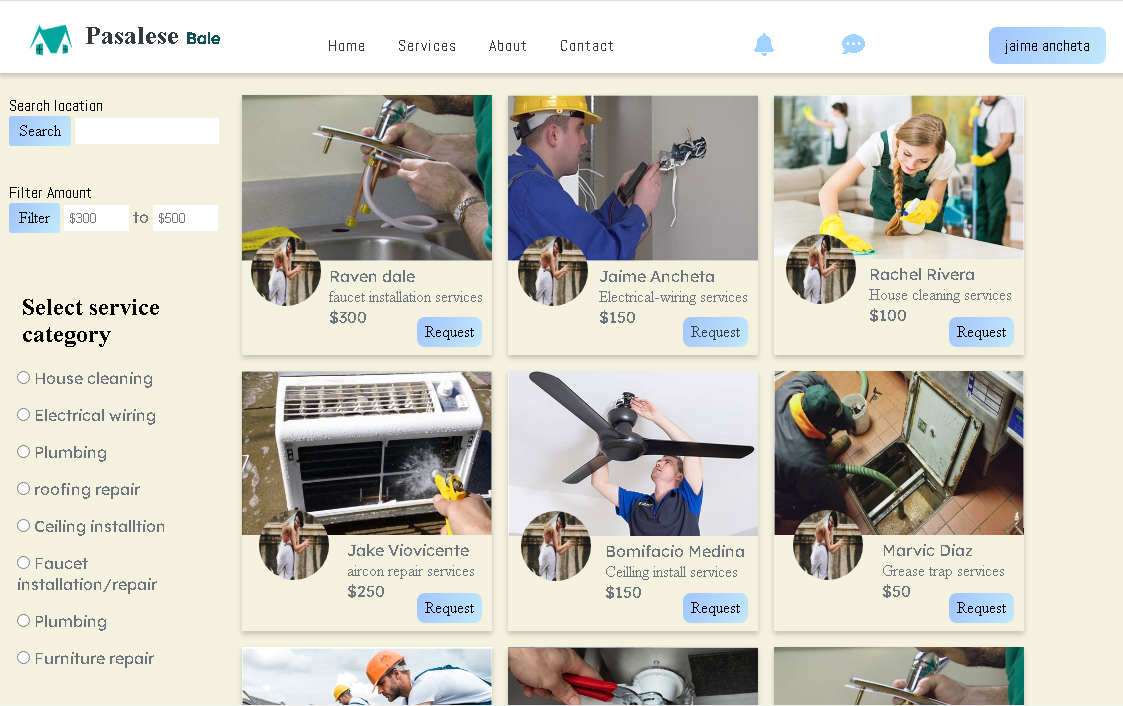 Pasalese Bale
Home Services About Contact
jaime ancheta
Search location
Search
Filter Amount
Filter $300 to $500
Select service
category
House cleaning
Electrical wiring
Plumbing
roofing repair
Ceiling installtion
Faucet
installation/repair
Plumbing
Furniture repair
Raven dale
faucet installation services
$300
Request
Jaime Ancheta
Electrical-wiring services
$150
Request
Rachel Rivera
House cleaning services
$100
Request
Jake Viovicente
aircon repair services
$250
Request
Bomifacio Medina
Ceilling install services
$150
Request
Marvic Diaz
Grease trap services
$50
Request